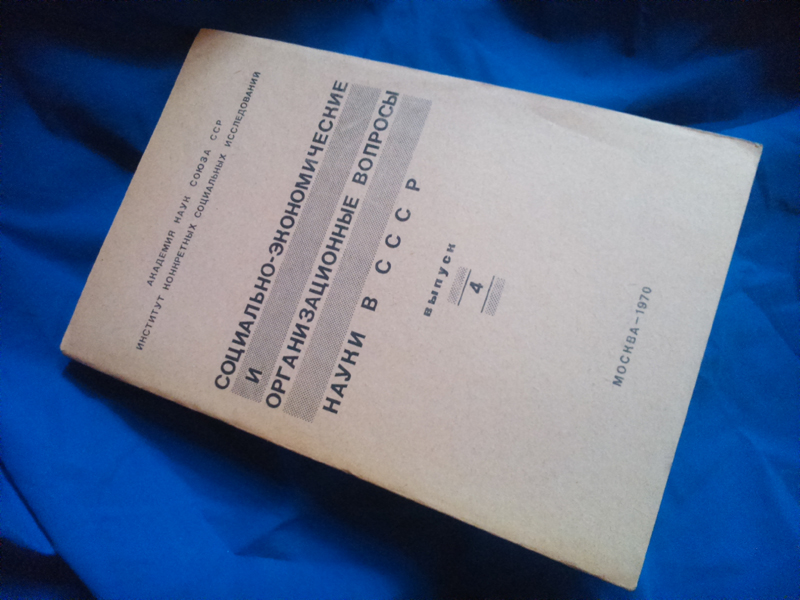 АКАДЕМИЯ НАУК СОЮЗА ССР
ИНСТИТУТ КОНКРЕТНЫХ СОЦИАЛЬНЫХ ИССЛЕДОВАНИЙ
СОЦИАЛЬНО-ЭКОНОМИЧЕСКИЕ
И
ОРГАНИЗАЦИОННЫЕ ВОПРОСЫ
НАУКИ В СССР
выпуск
4
МОСКВА—1970